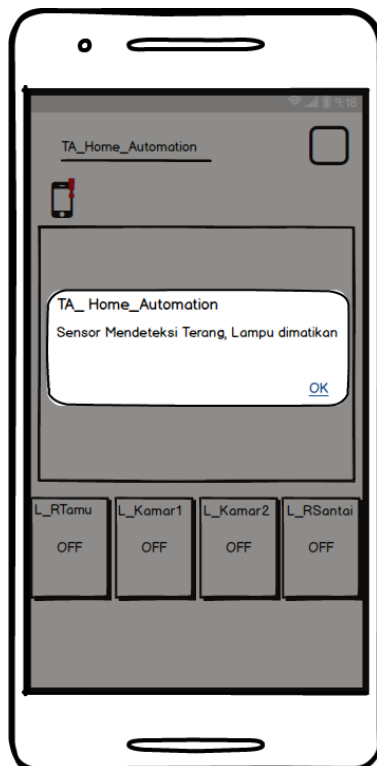 9:18
TA_Home_Automation
TA_ Home_Automation
Sensor Mendeteksi Terang, Lampu dimatikan
OK
L_RTamu L_Kamar1 L_Kamar2 L_RSantai
OFF OFF OFF OFF